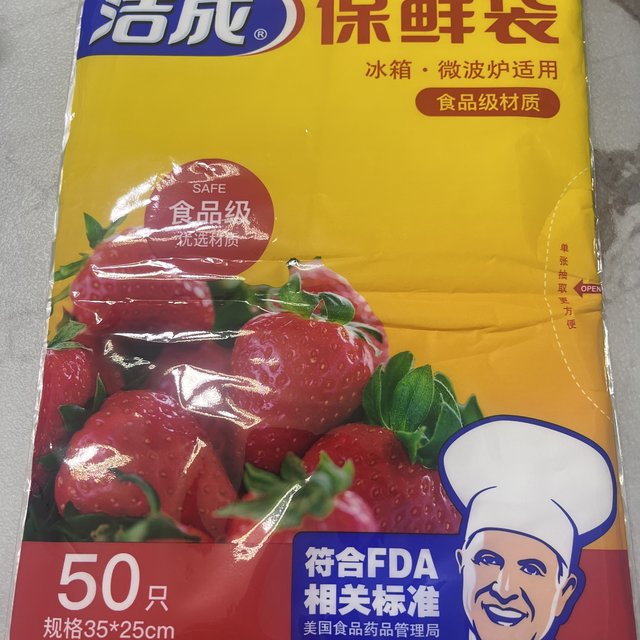 洁成®
保鲜袋
冰箱·微波炉适用
食品级材质
SAFE
食品级
优选材质
单张抽取更方便
OPEN
50只
规格35*25cm
符合FDA
相关标准
美国食品药品管理局